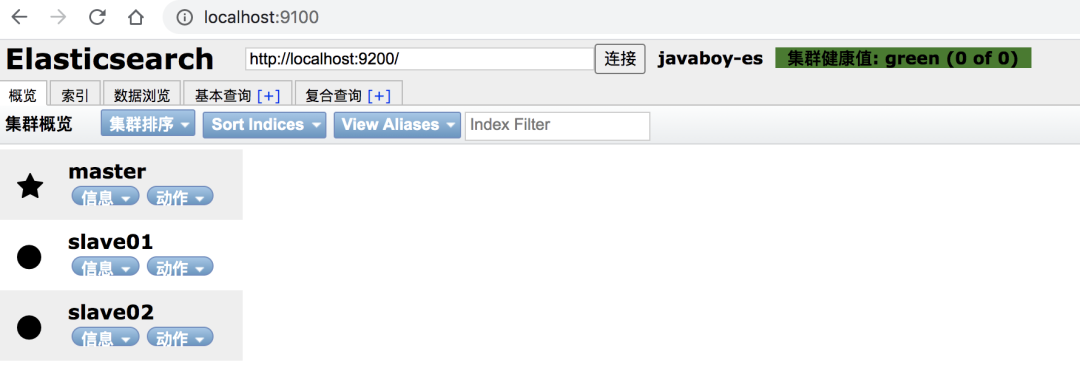 localhost:9100
Elasticsearch http://localhost:9200/ 连接 javaboy-es 集群健康值: green (0 of 0)
概览 索引 数据浏览 基本查询 [+] 复合查询 [+]
集群概览 集群排序 Sort Indices View Aliases Index Filter
master
信息 动作
slave01
信息 动作
slave02
信息 动作